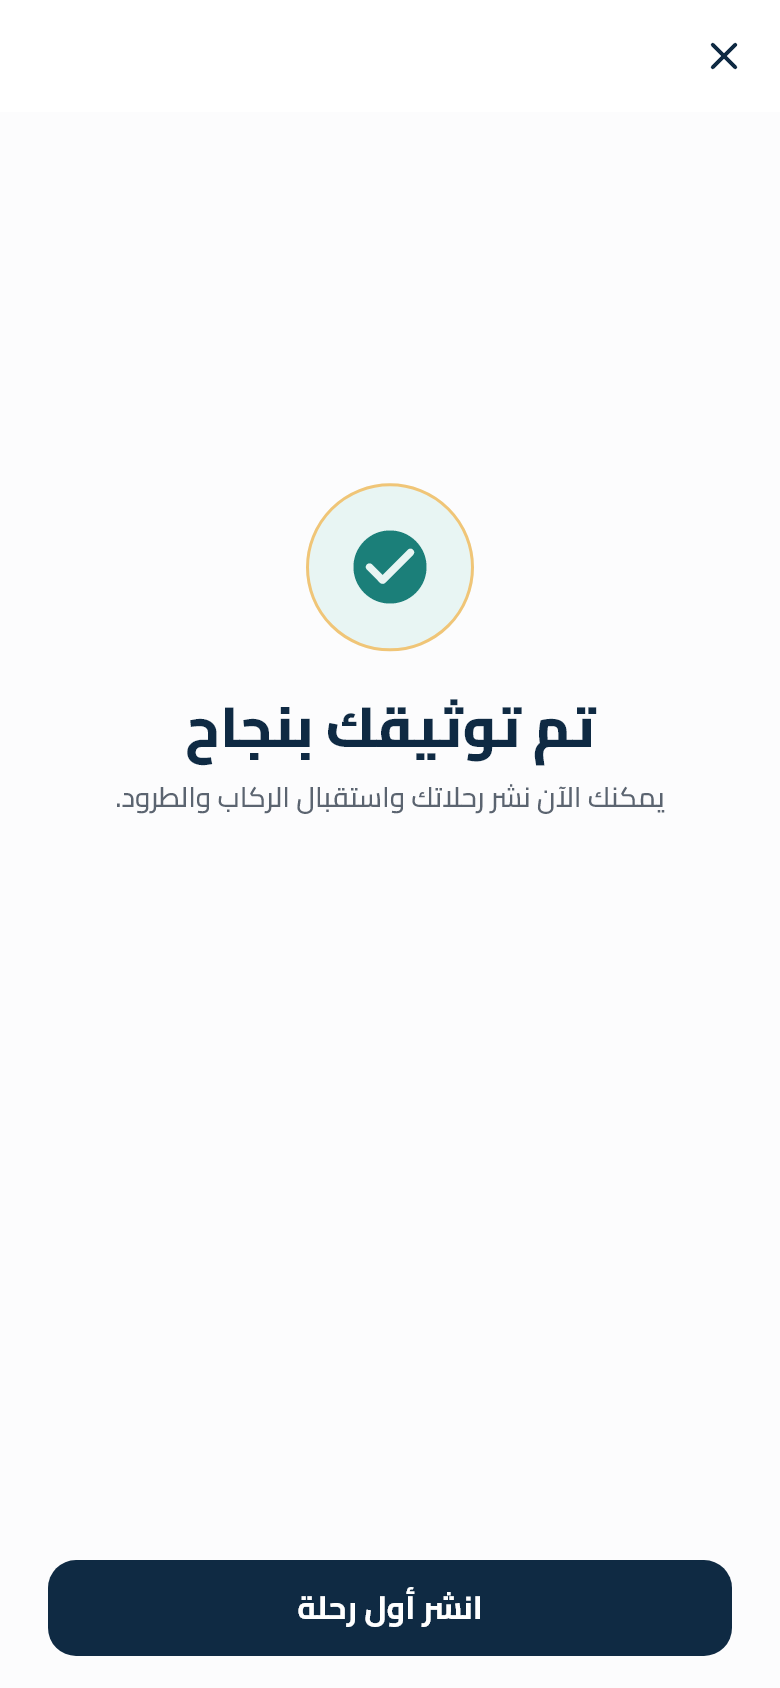 تم توثيقك بنجاح
يمكنك الآن نشر رحلاتك واستقبال الركاب والطرود.
انشر أول رحلة